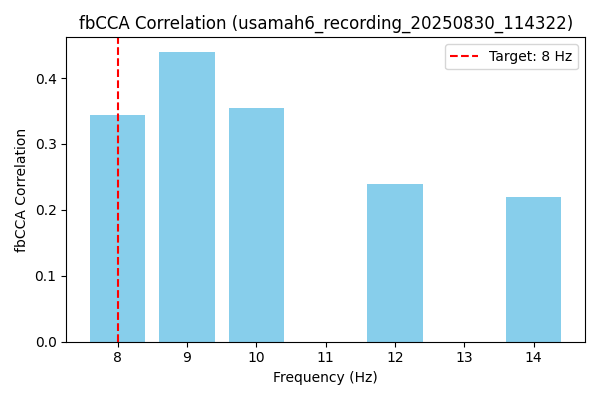 fbCCA Correlation (usamah6_recording_20250830_114322)
Target: 8 Hz
fbCCA Correlation
0.4
0.3
0.2
0.1
0.0
8 9 10 11 12 13 14
Frequency (Hz)